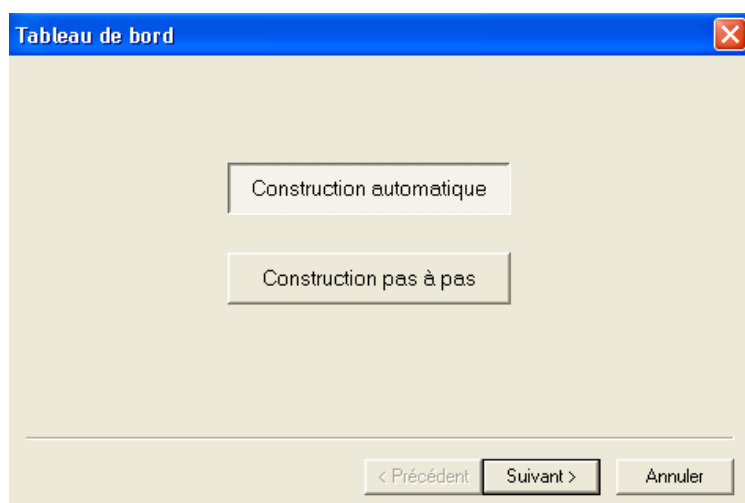 Tableau de bord
Construction automatique
Construction pas à pas
< Précédent Suivant > Annuler